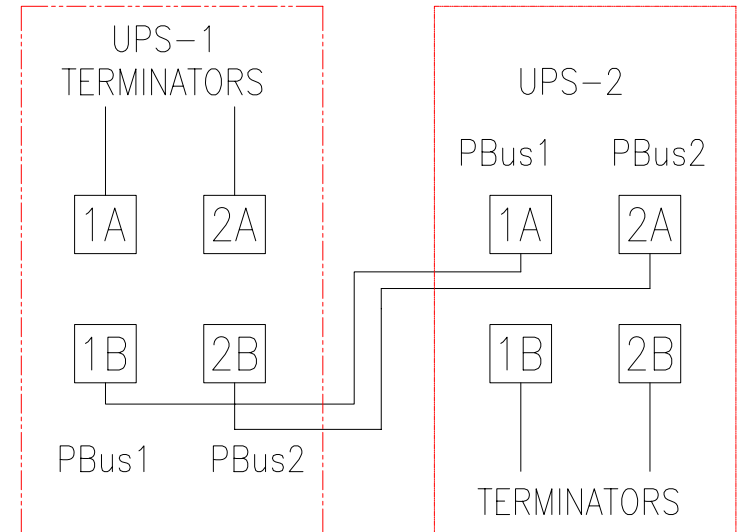 UPS-1
TERMINATORS
1A 2A
1B 2B
PBus1 PBus2
UPS-2
PBus1 PBus2
1A 2A
1B 2B
TERMINATORS